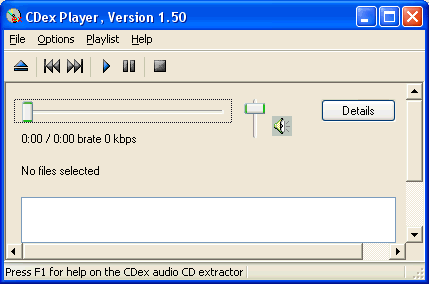 CDex Player, Version 1.50
File Options Playlist Help
Details
0:00 / 0:00 brate 0 kbps
No files selected
Press F1 for help on the CDex audio CD extractor